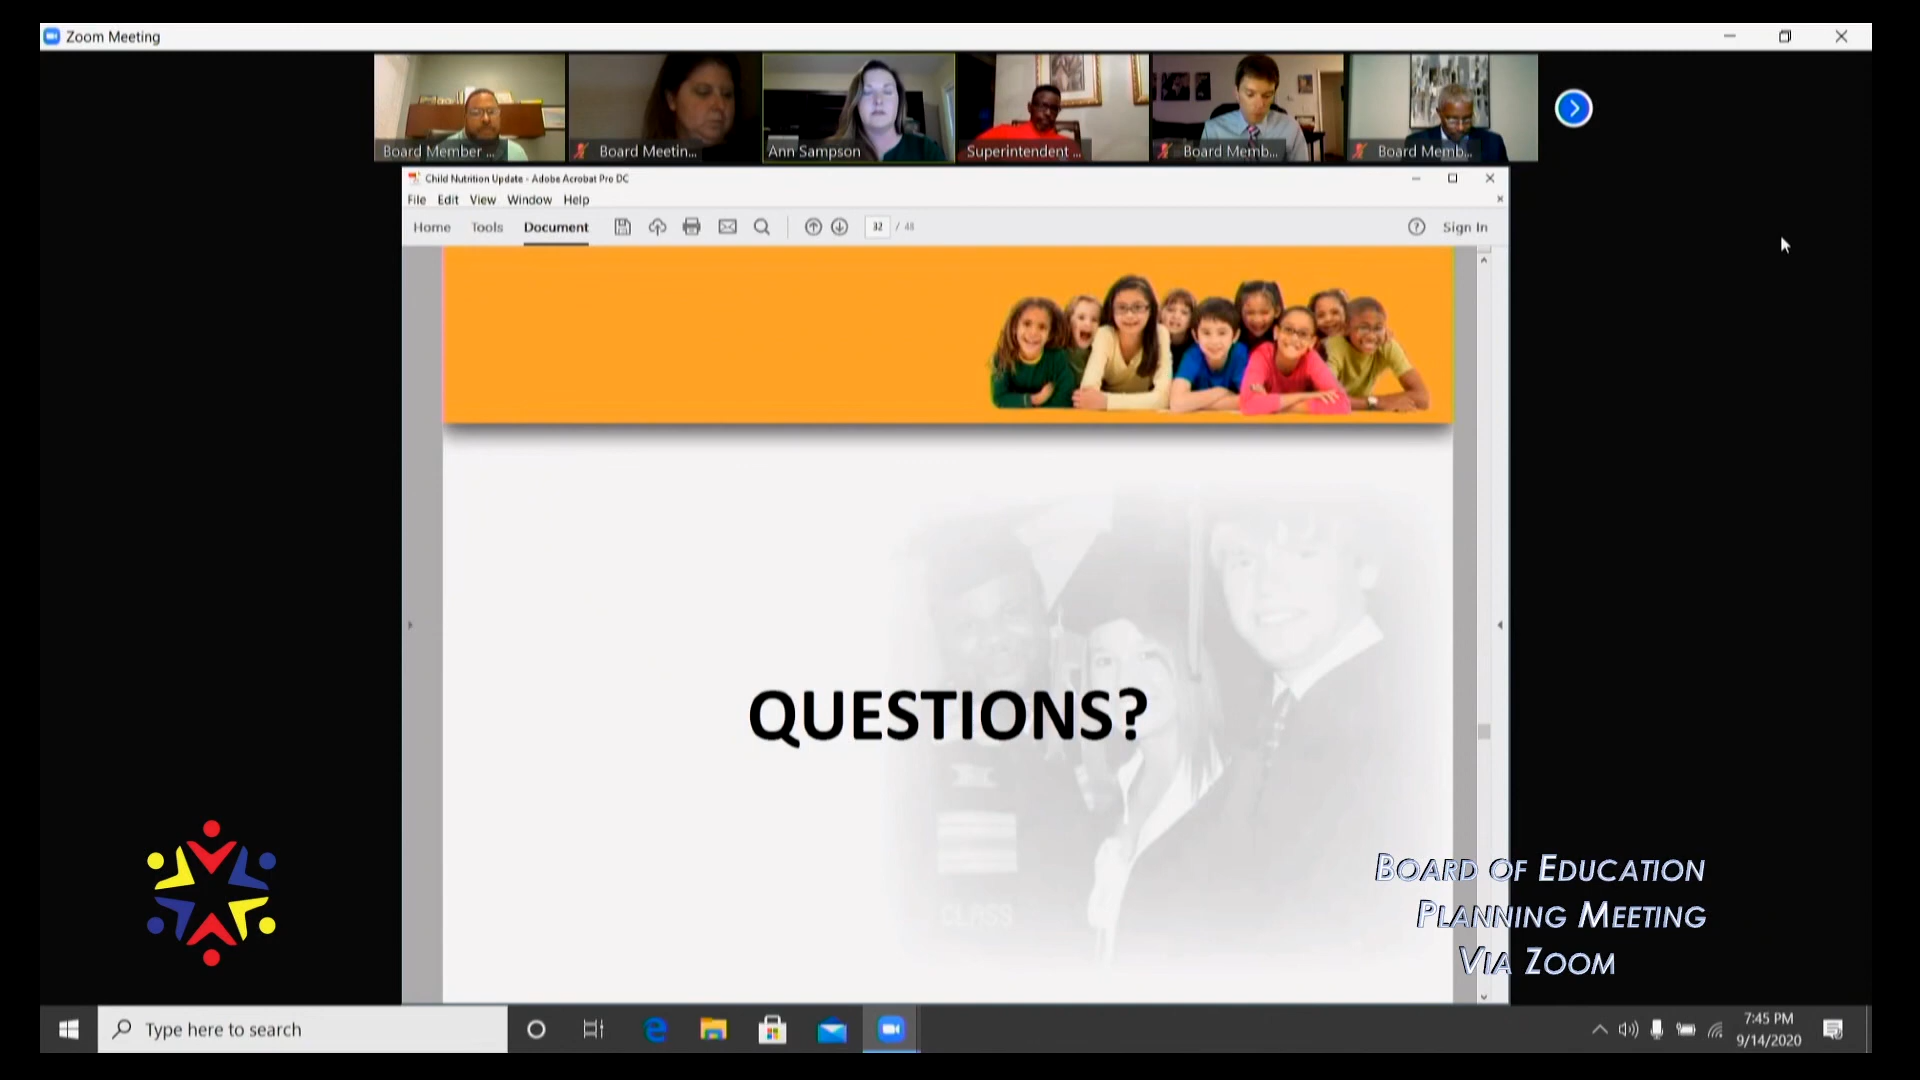 Zoom Meeting
Board Member ...
Board Meetin...
Ann Sampson
Superintendent ...
Board Memb...
Board Memb...
Child Nutrition Update - Adobe Acrobat Pro DC
File Edit View Window Help
Home Tools Document 32 / 48 Sign In
QUESTIONS?
CLASS
BOARD OF EDUCATION
PLANNING MEETING
VIA ZOOM
Type here to search
7:45 PM
9/14/2020